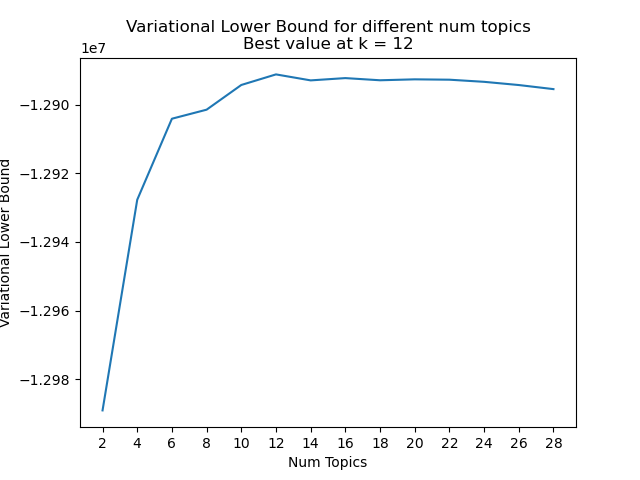 Variational Lower Bound for different num topics
Best value at k = 12
1e7
−1.290
−1.292
−1.294
−1.296
−1.298
Variational Lower Bound
2 4 6 8 10 12 14 16 18 20 22 24 26 28
Num Topics